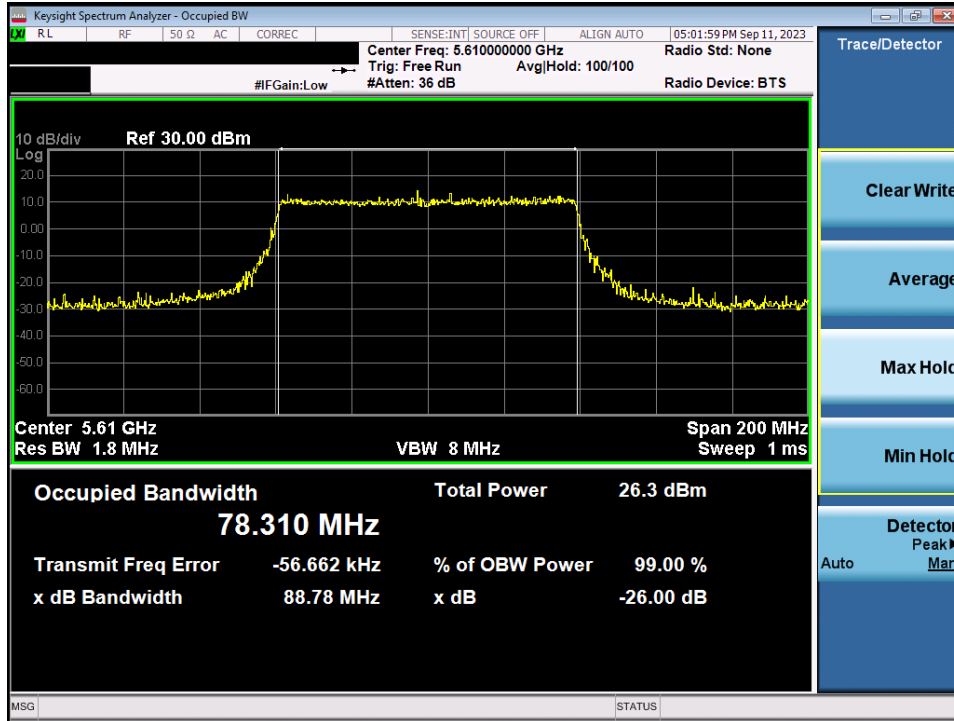 Keysight Spectrum Analyzer - Occupied BW
LXI RL RF 50 Ω AC CORREC SENSE:INT SOURCE OFF ALIGN AUTO 05:01:59 PM Sep 11, 2023
Center Freq: 5.610000000 GHz Radio Std: None
Trig: Free Run Avg|Hold: 100/100
#IFGain:Low #Atten: 36 dB Radio Device: BTS
Trace/Detector
10 dB/div Ref 30.00 dBm
Log
20.0
10.0
0.00
-10.0
-20.0
-30.0
-40.0
-50.0
-60.0
Center 5.61 GHz Span 200 MHz
Res BW 1.8 MHz VBW 8 MHz Sweep 1 ms
Occupied Bandwidth Total Power 26.3 dBm
78.310 MHz
Transmit Freq Error -56.662 kHz % of OBW Power 99.00 %
x dB Bandwidth 88.78 MHz x dB -26.00 dB
Clear Write
Average
Max Hold
Min Hold
Detector
Peak▶
Auto Man
MSG STATUS